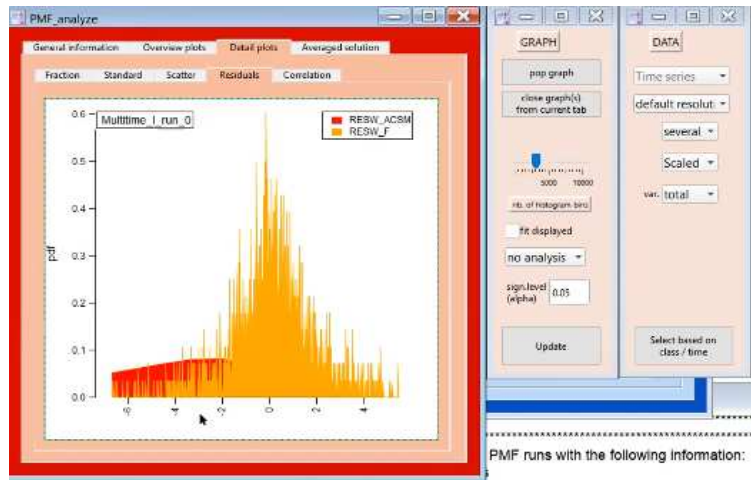 PMF_analyze
General information
Overview plots
Detail plots
Averaged solution
Fraction
Standard
Scatter
Residuals
Correlation
Multitime_I_run_0
RESW_ACSM
RESW_F
pdf
0.6
0.5
0.4
0.3
0.2
0.1
0.0
-6
-4
-2
0
2
4
GRAPH
pop graph
close graph(s)
from current tab
5000 10000
nb. of histogram bins
fit displayed
no analysis
sign.level
(alpha)
0.05
Update
DATA
Time series
default resoluti
several
Scaled
var. total
Select based on
class / time
PMF runs with the following information: